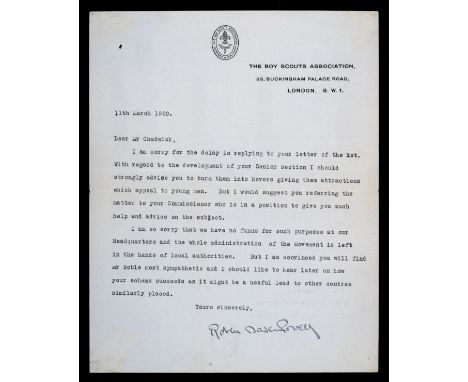 THE BOY SCOUTS ASSOCIATION,
25, BUCKINGHAM PALACE ROAD,
LONDON, S.W.1.
11th March 1920.
Dear Mr Chadwick,
I am sorry for the delay in replying to your letter of the 1st.
With regard to the development of your Senior section I should
strongly advise you to turn them into Rovers giving them attractions
which appeal to young men. But I would suggest you referring the
matter to your Commissioner who is in a position to give you much
help and advice on the subject.
I am so sorry that we have no funds for such purposes at our
Headquarters and the whole administration of the movement is left
in the hands of local authorities. But I am convinced you will find
Mr Noble most sympathetic and I should like to hear later on how
your scheme succeeds as it might be a useful lead to other centres
similarly placed.
Yours sincerely,
Robert Baden Powell